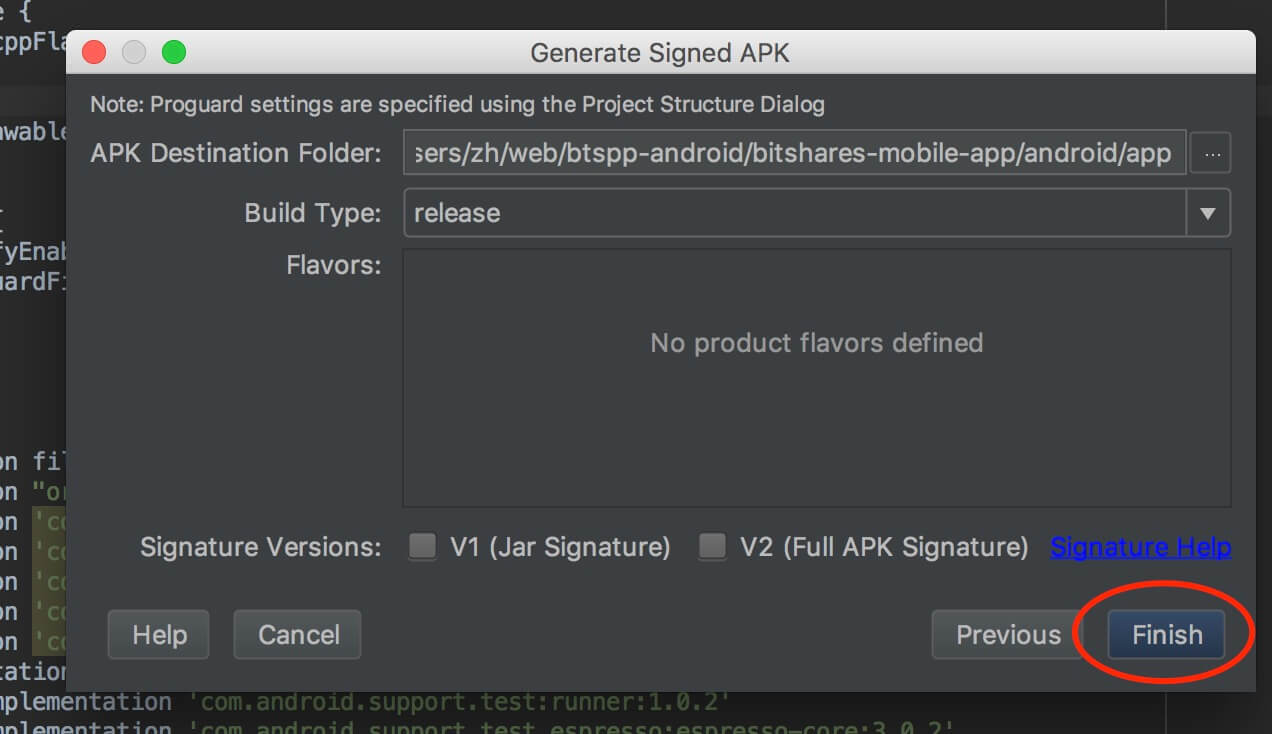 e {
cppFla
Generate Signed APK
Note: Proguard settings are specified using the Project Structure Dialog
APK Destination Folder: sers/zh/web/btspp-android/bitshares-mobile-app/android/app ...
awable
Build Type: release
fyEnab
Flavors:
uardFi
No product flavors defined
on fil
on "or
on 'co
Signature Versions: V1 (Jar Signature) V2 (Full APK Signature) Signature Help
on 'co
on 'co
on 'co
on 'co
Help Cancel Previous Finish
tation
mplementation 'com.android.support.test:runner:1.0.2'
mplementation 'com.android.support.test.espresso:espresso-core:3.0.2'